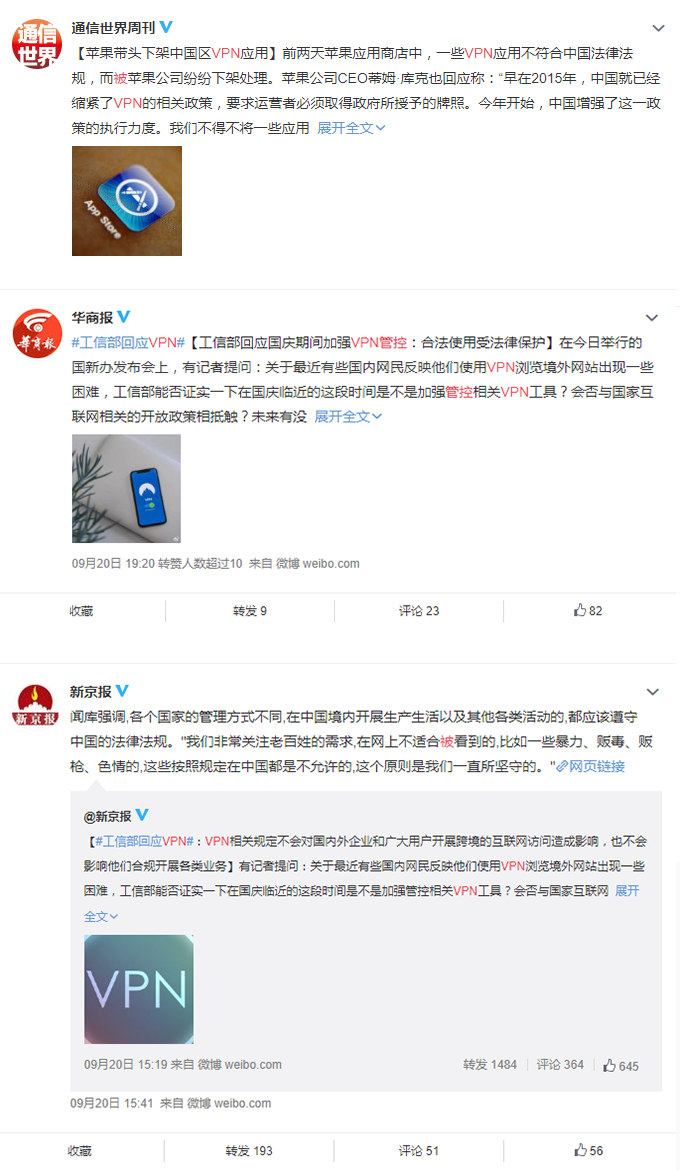 通信世界
通信世界周刊
【苹果带头下架中国区VPN应用】前两天苹果应用商店中，一些VPN应用不符合中国法律法
规，而被苹果公司纷纷下架处理。苹果公司CEO蒂姆·库克也回应称：“早在2015年，中国就已经
缩紧了VPN的相关政策，要求运营者必须取得政府所授予的牌照。今年开始，中国增强了这一政
策的执行力度。我们不得不将一些应用 展开全文
App Store
华商报
华商报
#工信部回应VPN#【工信部回应国庆期间加强VPN管控：合法使用受法律保护】在今日举行的
国新办发布会上，有记者提问：关于最近有些国内网民反映他们使用VPN浏览境外网站出现一些
困难，工信部能否证实一下在国庆临近的这段时间是不是加强管控相关VPN工具？会否与国家互
联网相关的开放政策相抵触？未来有没 展开全文
09月20日 19:20 转赞人数超过10 来自 微博 weibo.com
收藏 转发 9 评论 23 82
新京报
新京报
闻库强调,各个国家的管理方式不同,在中国境内开展生产生活以及其他各类活动的,都应该遵守
中国的法律法规。"我们非常关注老百姓的需求,在网上不适合被看到的,比如一些暴力、贩毒、贩
枪、色情的,这些按照规定在中国都是不允许的,这个原则是我们一直所坚守的。"网页链接
@新京报
【#工信部回应VPN#：VPN相关规定不会对国内外企业和广大用户开展跨境的互联网访问造成影响，也不会
影响他们合规开展各类业务】有记者提问：关于最近有些国内网民反映他们使用VPN浏览境外网站出现一些
困难，工信部能否证实一下在国庆临近的这段时间是不是加强管控相关VPN工具？会否与国家互联网 展开
全文
VPN
09月20日 15:19 来自 微博 weibo.com 转发 1484 评论 364 645
09月20日 15:41 来自 微博 weibo.com
收藏 转发 193 评论 51 56